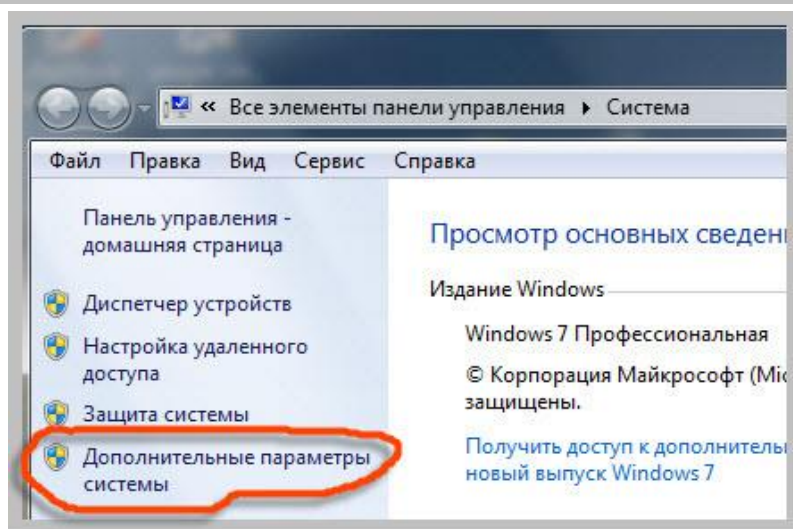 « Все элементы панели управления ▸ Система
Файл Правка Вид Сервис Справка
Панель управления -
домашняя страница
Диспетчер устройств
Настройка удаленного
доступа
Защита системы
Дополнительные параметры
системы
Просмотр основных сведен
Издание Windows
Windows 7 Профессиональная
© Корпорация Майкрософт (Mic
защищены.
Получить доступ к дополнитель
новый выпуск Windows 7